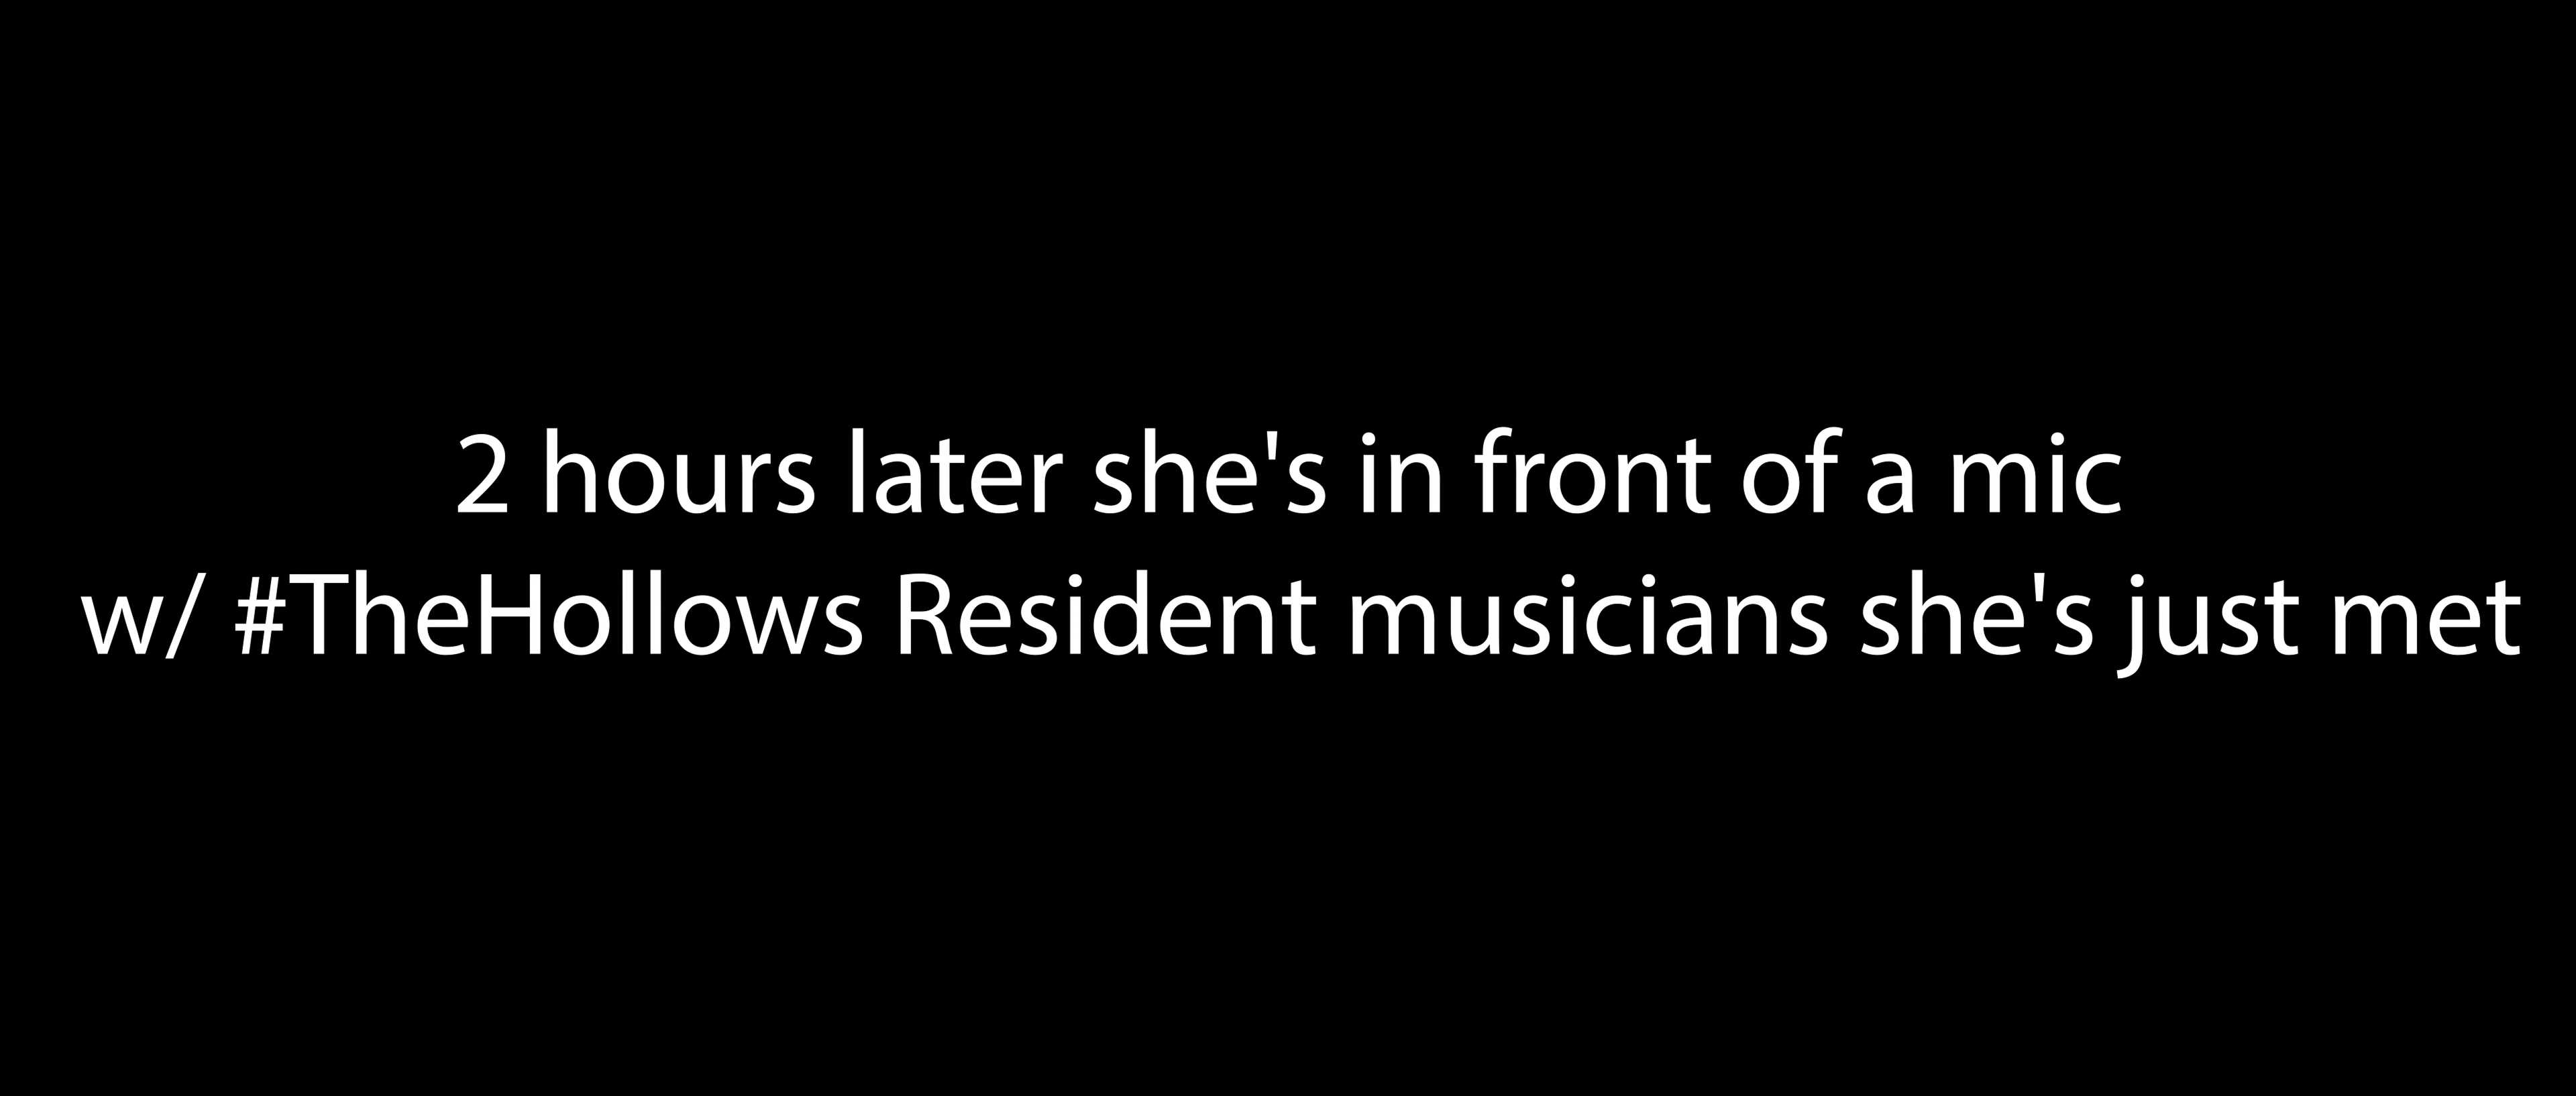 2 hours later she's in front of a mic
w/ #TheHollows Resident musicians she's just met